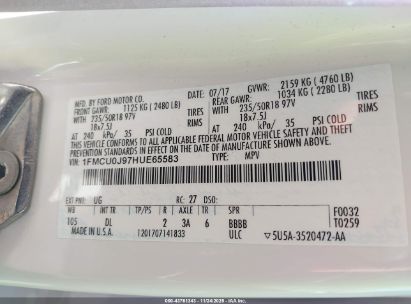 MFD. BY FORD MOTOR CO.
DATE: 07/17 GVWR: 2159 KG ( 4760 LB)
FRONT GAWR: 1125 KG ( 2480 LB) REAR GAWR: 1034 KG ( 2280 LB)
WITH 235/50R18 97V TIRES WITH 235/50R18 97V TIRES
18x7.5J RIMS 18x7.5J RIMS
AT 240 kPa/ 35 PSI COLD AT 240 kPa/ 35 PSI COLD
THIS VEHICLE CONFORMS TO ALL APPLICABLE FEDERAL MOTOR VEHICLE SAFETY AND THEFT
PREVENTION STANDARDS IN EFFECT ON THE DATE OF MANUFACTURE SHOWN ABOVE.
VIN: 1FMCU0J97HUE65583 TYPE: MPV
EXT PNT: UG RC: 27 DSO:
WB INT TR TP/PS R AXLE TR SPR F0032
105 DL 2 3A 6 BBBB T0259
MADE IN U.S.A. 1201707141833 ULC ▽5U5A-3520472-AA